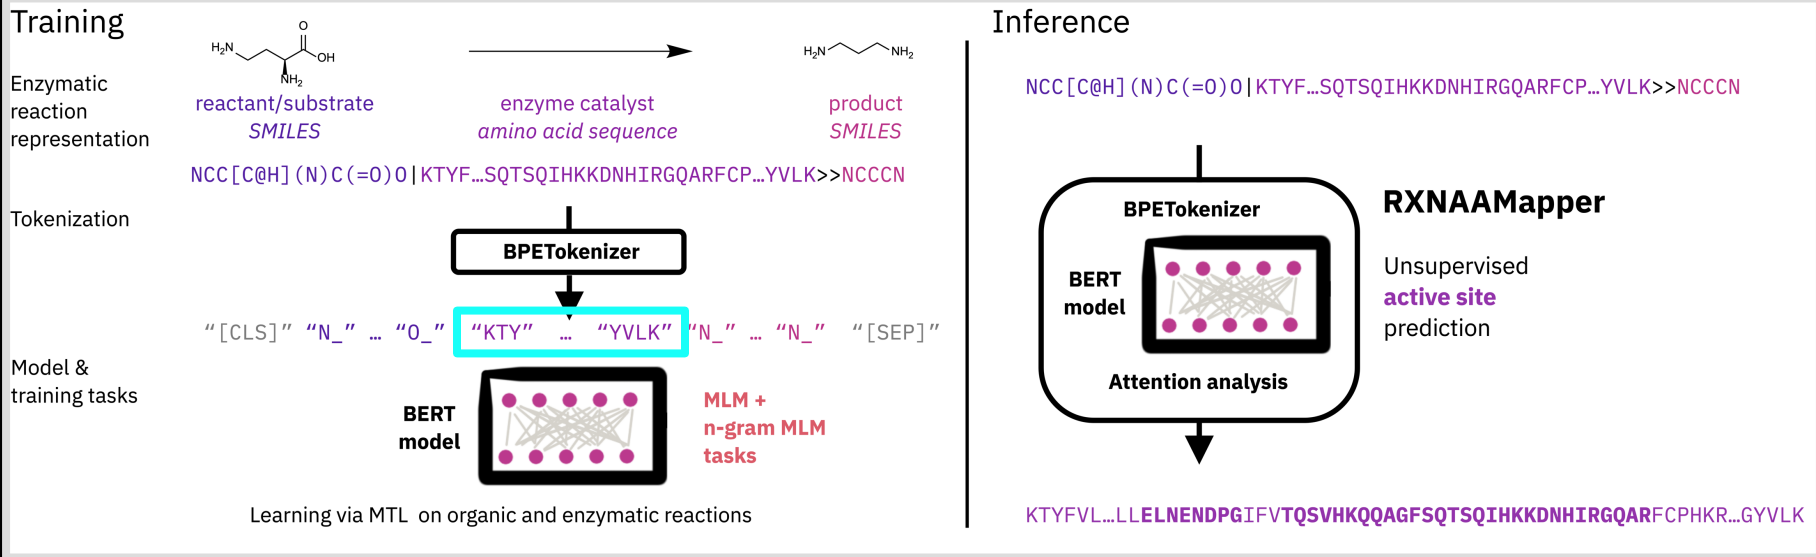 Training
H₂N
O
OH
NH₂
H₂N
NH₂
Enzymatic
reaction
representation
reactant/substrate
SMILES
enzyme catalyst
amino acid sequence
product
SMILES
NCC[C@H](N)C(=O)O|KTYF…SQTSQIHKKDNHIRGQARFCP…YVLK>>NCCCN
Tokenization
BPETokenizer
“[CLS]” “N_” … “O_” “KTY” … “YVLK” “N_” … “N_” “[SEP]”
Model &
training tasks
BERT
model
MLM +
n-gram MLM
tasks
Learning via MTL on organic and enzymatic reactions
Inference
NCC[C@H](N)C(=O)O|KTYF…SQTSQIHKKDNHIRGQARFCP…YVLK>>NCCCN
BPETokenizer
BERT
model
Attention analysis
RXNAAMapper
Unsupervised
active site
prediction
KTYFVL…LLELNENDPGIFVTQSVHKQQAGFSQTSQIHKKDNHIRGQARFCPHKR…GYVLK